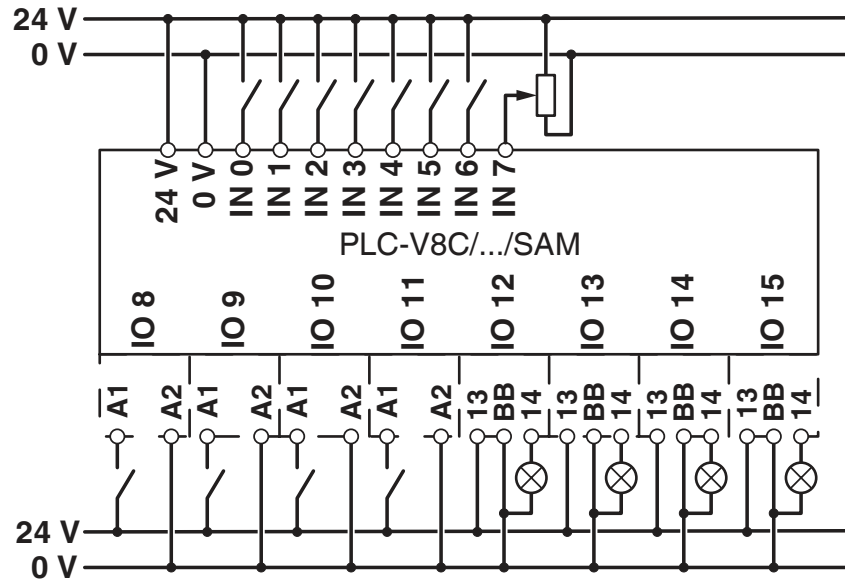 24 V
0 V
24 V 0 V IN 0 IN 1 IN 2 IN 3 IN 4 IN 5 IN 6 IN 7
PLC-V8C/.../SAM
IO 8 IO 9 IO 10 IO 11 IO 12 IO 13 IO 14 IO 15
A1 A2 A1 A2 A1 A2 A1 A2 13 BB 14 13 BB 14 13 BB 14 13 BB 14
24 V
0 V